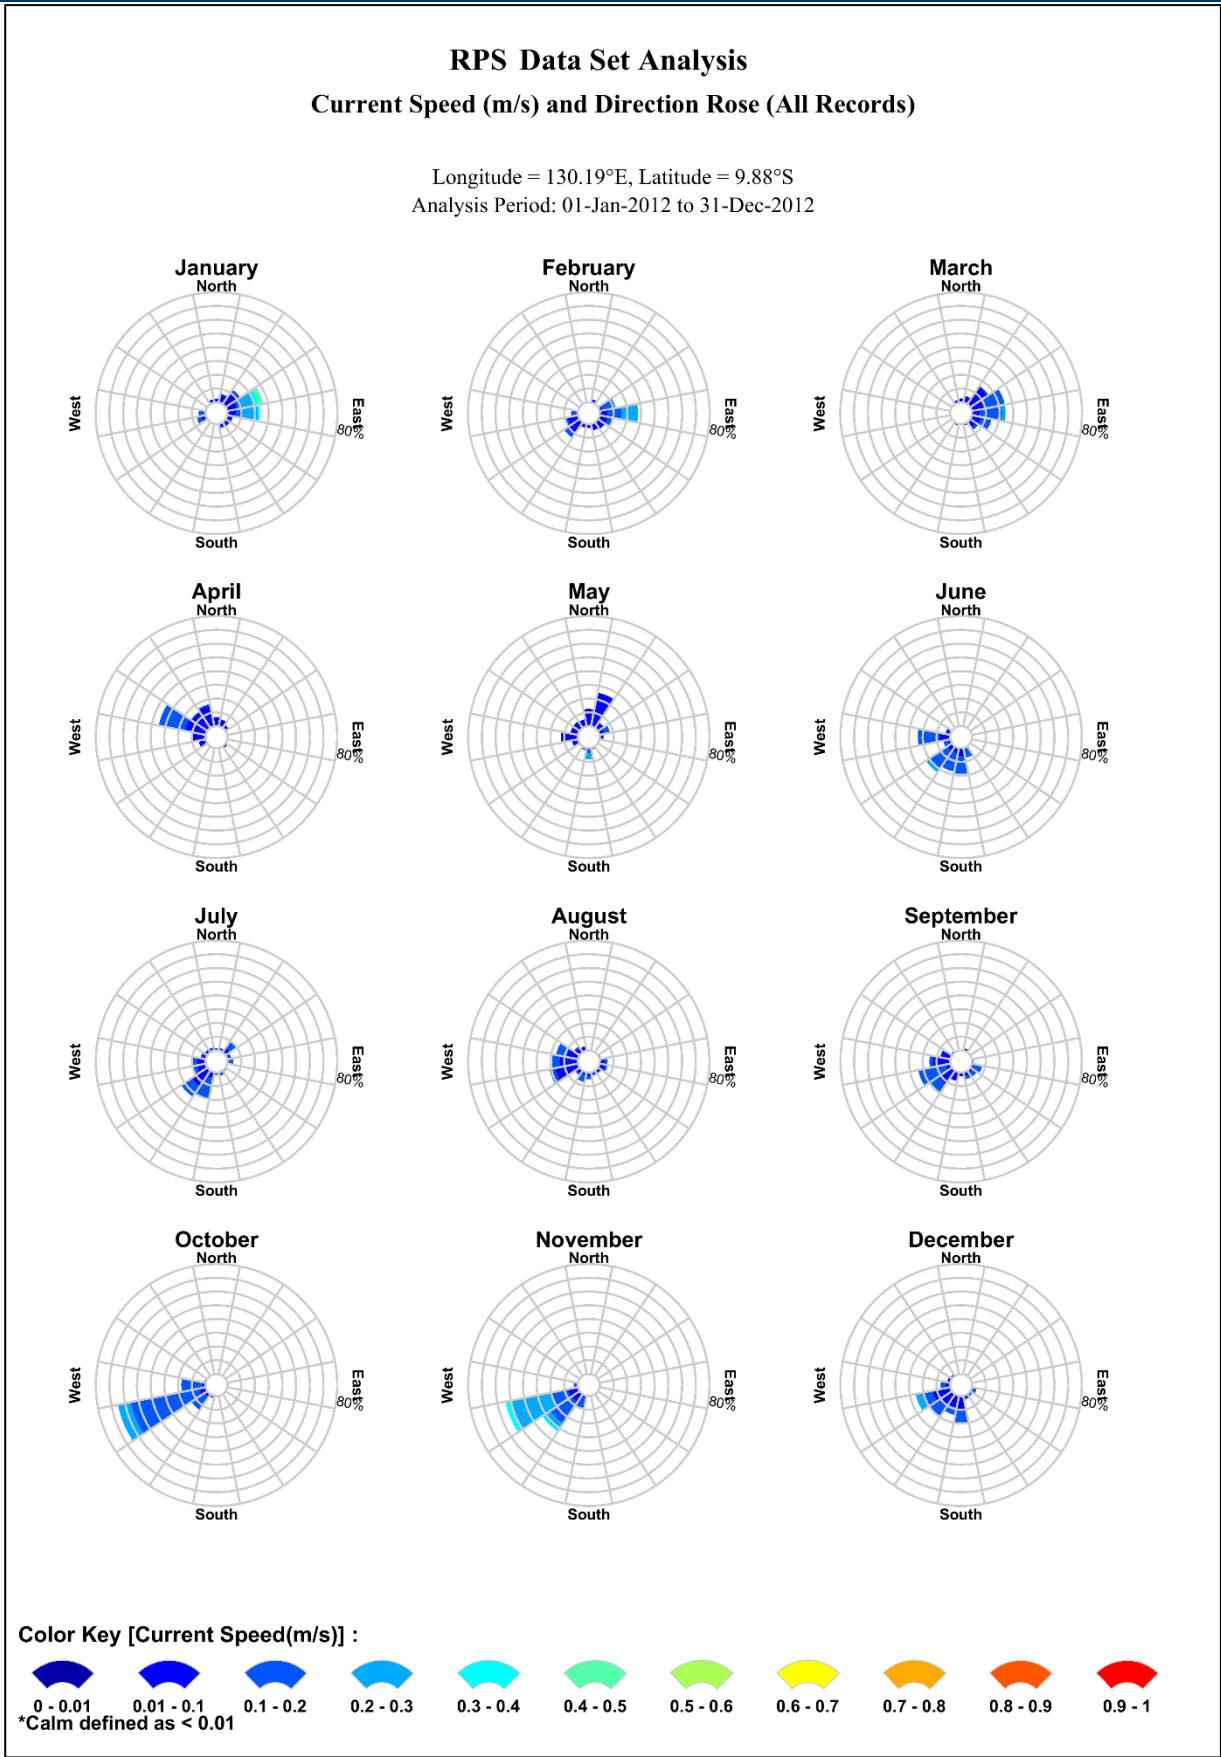 RPS Data Set Analysis
Current Speed (m/s) and Direction Rose (All Records)
Longitude = 130.19°E, Latitude = 9.88°S
Analysis Period: 01-Jan-2012 to 31-Dec-2012
January
North
West
East
80%
South
February
North
West
East
80%
South
March
North
West
East
80%
South
April
North
West
East
80%
South
May
North
West
East
80%
South
June
North
West
East
80%
South
July
North
West
East
80%
South
August
North
West
East
80%
South
September
North
West
East
80%
South
October
North
West
East
80%
South
November
North
West
East
80%
South
December
North
West
East
80%
South
Color Key [Current Speed(m/s)] :
0 - 0.01 0.01 - 0.1 0.1 - 0.2 0.2 - 0.3 0.3 - 0.4 0.4 - 0.5 0.5 - 0.6 0.6 - 0.7 0.7 - 0.8 0.8 - 0.9 0.9 - 1
*Calm defined as < 0.01